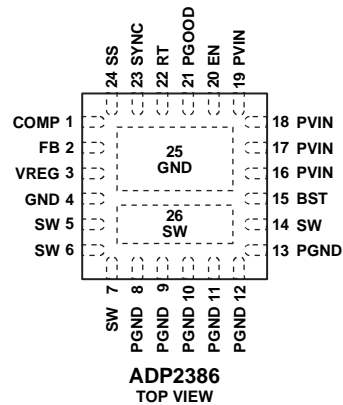 24 SS
23 SYNC
22 RT
21 PGOOD
20 EN
19 PVIN
COMP 1
FB 2
VREG 3
GND 4
SW 5
SW 6
25
GND
26
SW
18 PVIN
17 PVIN
16 PVIN
15 BST
14 SW
13 PGND
SW 7
PGND 8
PGND 9
PGND 10
PGND 11
PGND 12
ADP2386
TOP VIEW